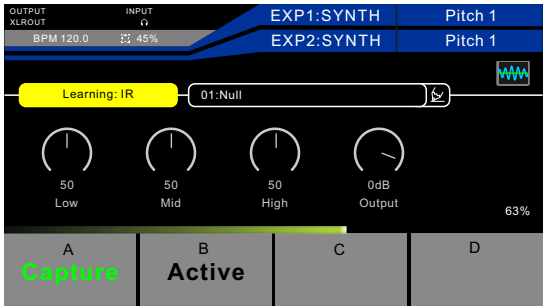 OUTPUT
XLROUT
INPUT
BPM 120.0
45%
EXP1:SYNTH
Pitch 1
EXP2:SYNTH
Pitch 1
Learning: IR
01:Null
50
Low
50
Mid
50
High
0dB
Output
63%
A
Capture
B
Active
C
D